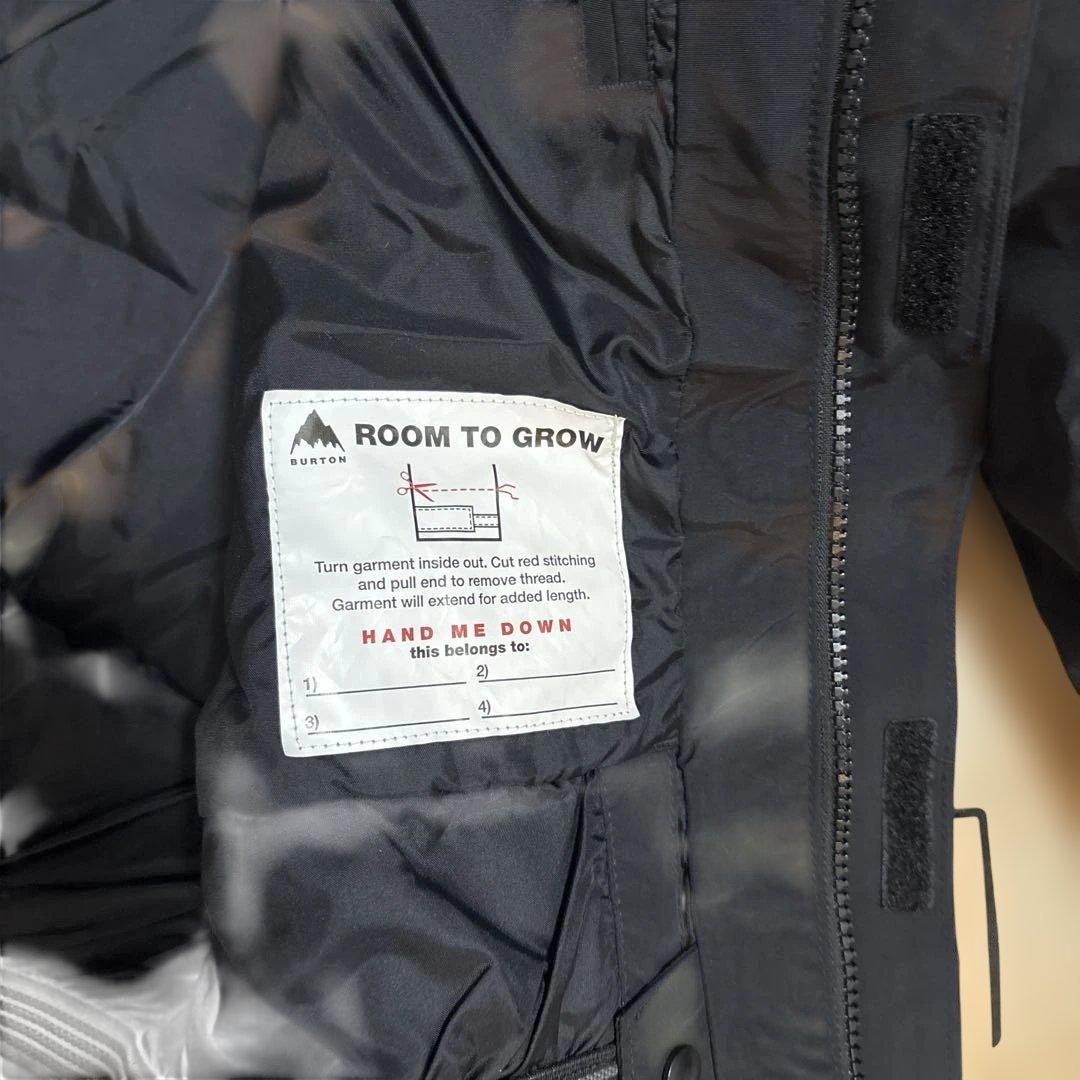 BURTON
ROOM TO GROW
Turn garment inside out. Cut red stitching
and pull end to remove thread.
Garment will extend for added length.
HAND ME DOWN
this belongs to:
1) 2)
3) 4)